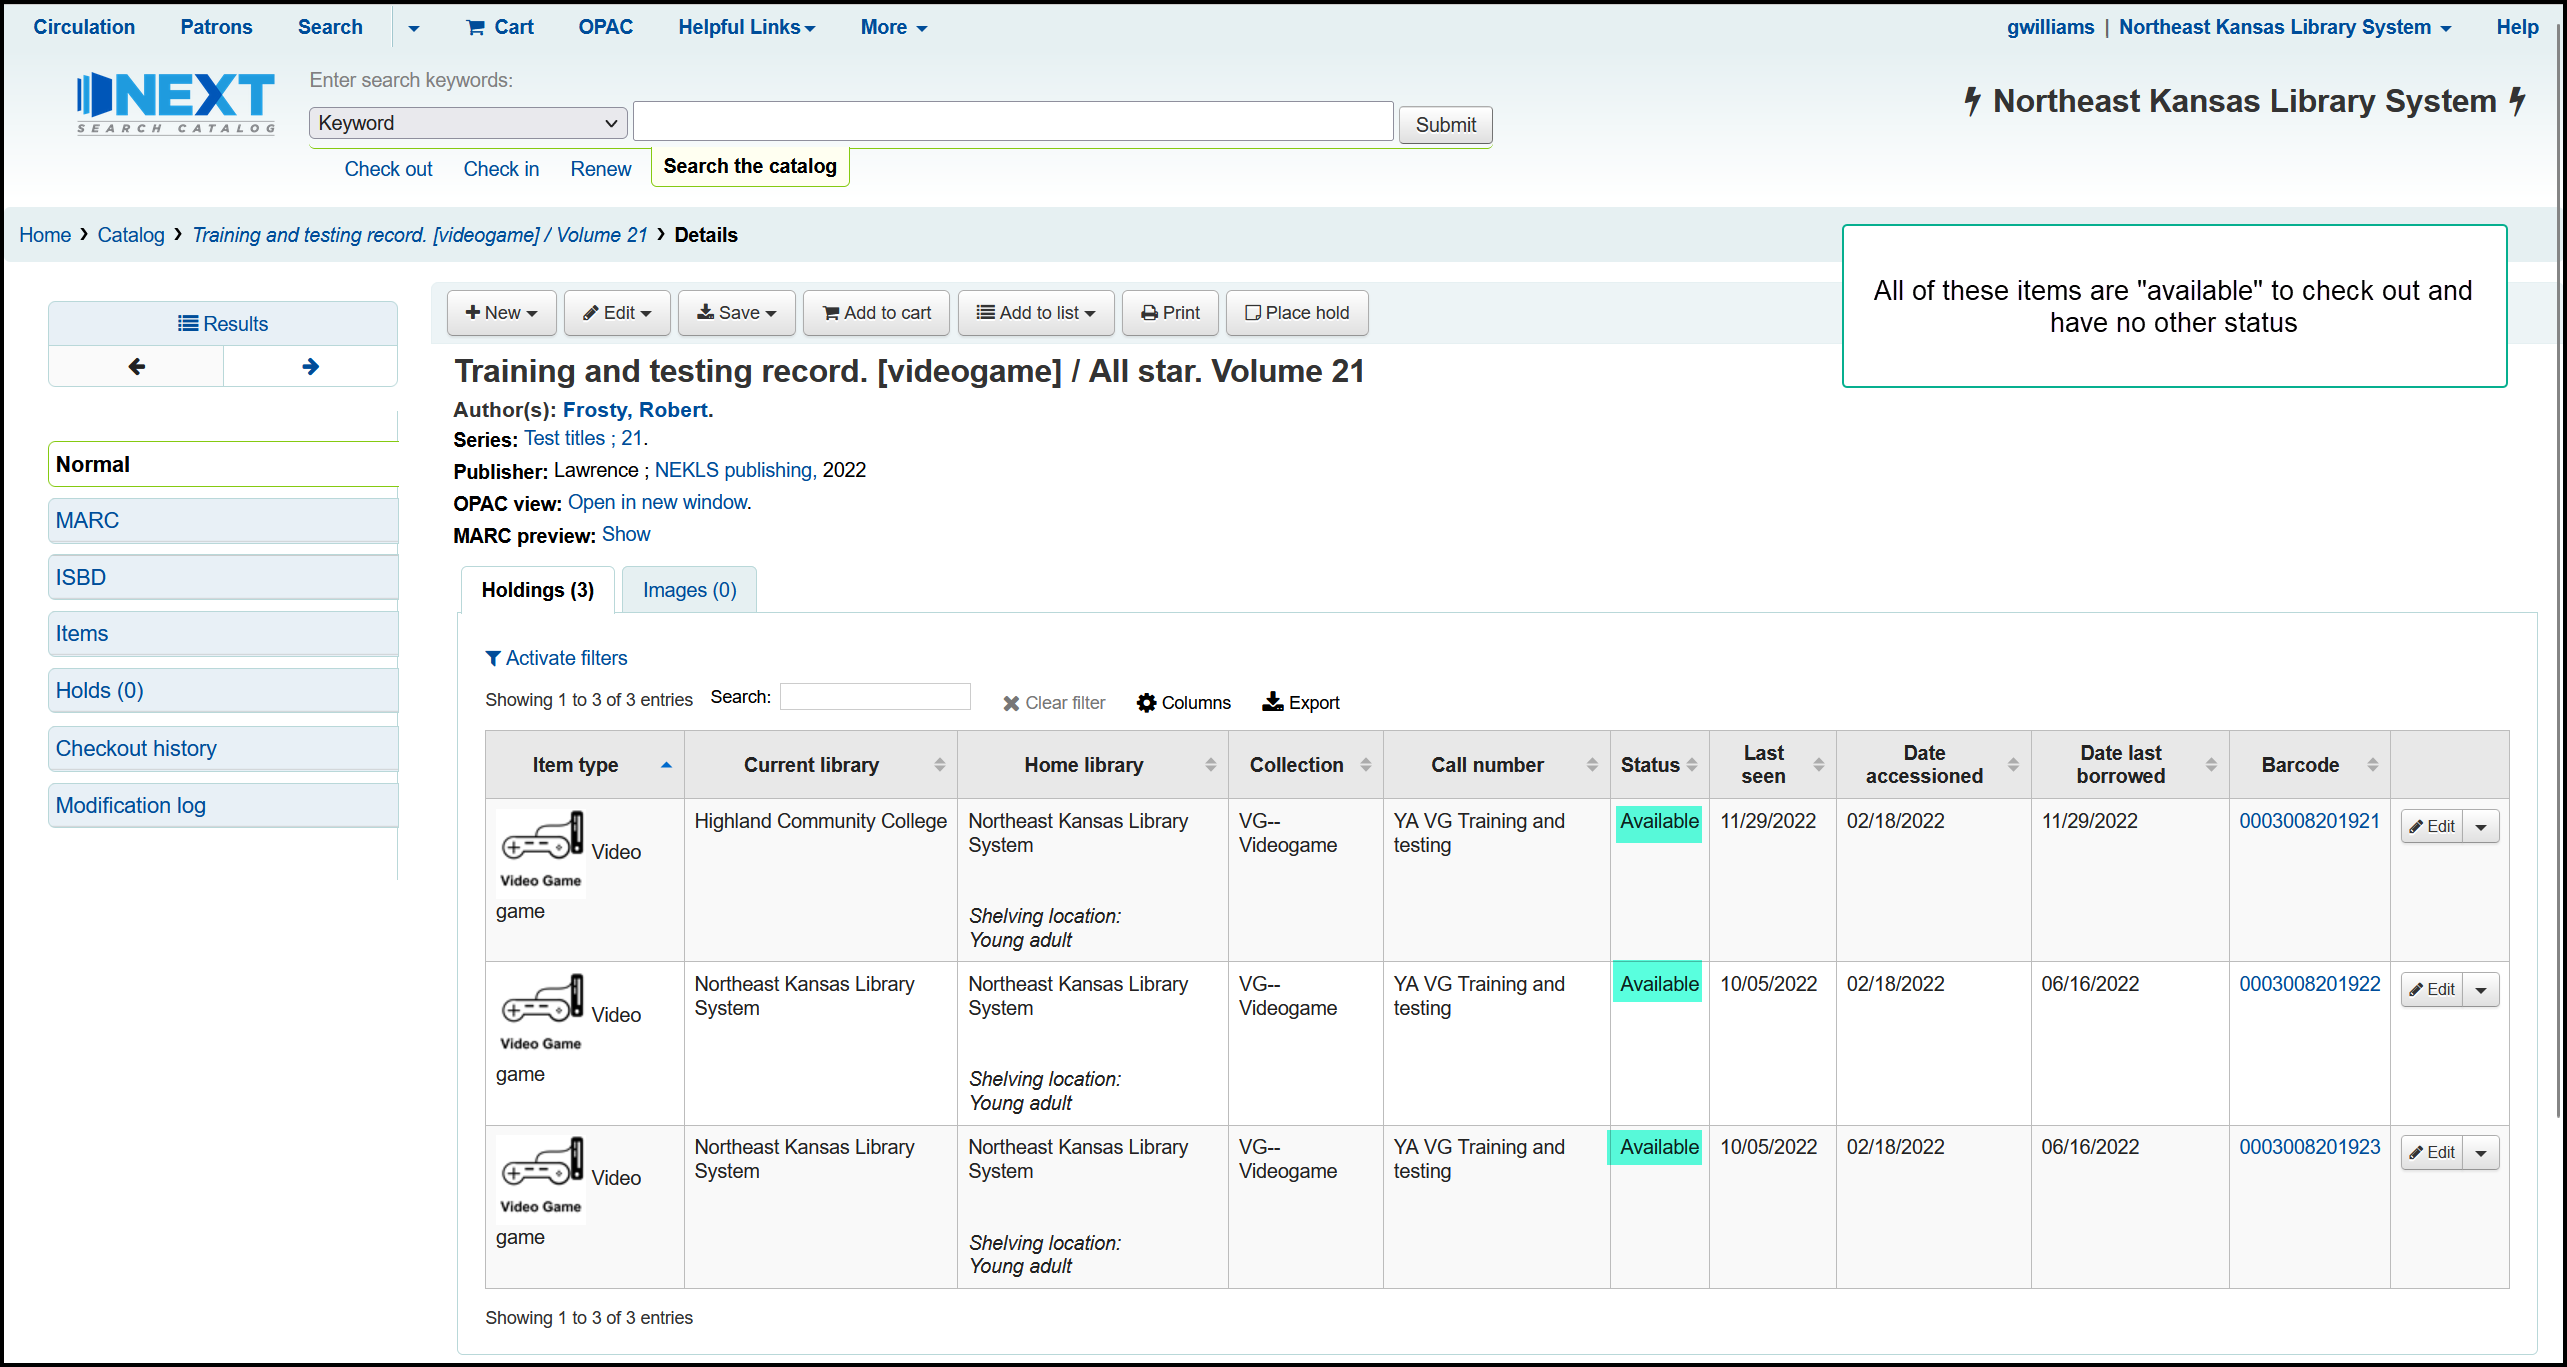 Circulation Patrons Search Cart OPAC Helpful Links More gwilliams | Northeast Kansas Library System Help
NEXT
SEARCH CATALOG
Enter search keywords:
Keyword Submit
Northeast Kansas Library System
Check out Check in Renew Search the catalog
Home › Catalog › Training and testing record. [videogame] / Volume 21 › Details
All of these items are "available" to check out and
have no other status
Results
Normal
MARC
ISBD
Items
Holds (0)
Checkout history
Modification log
+ New Edit Save Add to cart Add to list Print Place hold
Training and testing record. [videogame] / All star. Volume 21
Author(s): Frosty, Robert.
Series: Test titles ; 21.
Publisher: Lawrence ; NEKLS publishing, 2022
OPAC view: Open in new window.
MARC preview: Show
Holdings (3) Images (0)
Activate filters
Showing 1 to 3 of 3 entries Search: Clear filter Columns Export
Item type Current library Home library Collection Call number Status Last seen Date accessioned Date last borrowed Barcode
Video Game Video game Highland Community College Northeast Kansas Library System Shelving location: Young adult VG--Videogame YA VG Training and testing Available 11/29/2022 02/18/2022 11/29/2022 0003008201921 Edit
Video Game Video game Northeast Kansas Library System Northeast Kansas Library System Shelving location: Young adult VG--Videogame YA VG Training and testing Available 10/05/2022 02/18/2022 06/16/2022 0003008201922 Edit
Video Game Video game Northeast Kansas Library System Northeast Kansas Library System Shelving location: Young adult VG--Videogame YA VG Training and testing Available 10/05/2022 02/18/2022 06/16/2022 0003008201923 Edit
Showing 1 to 3 of 3 entries